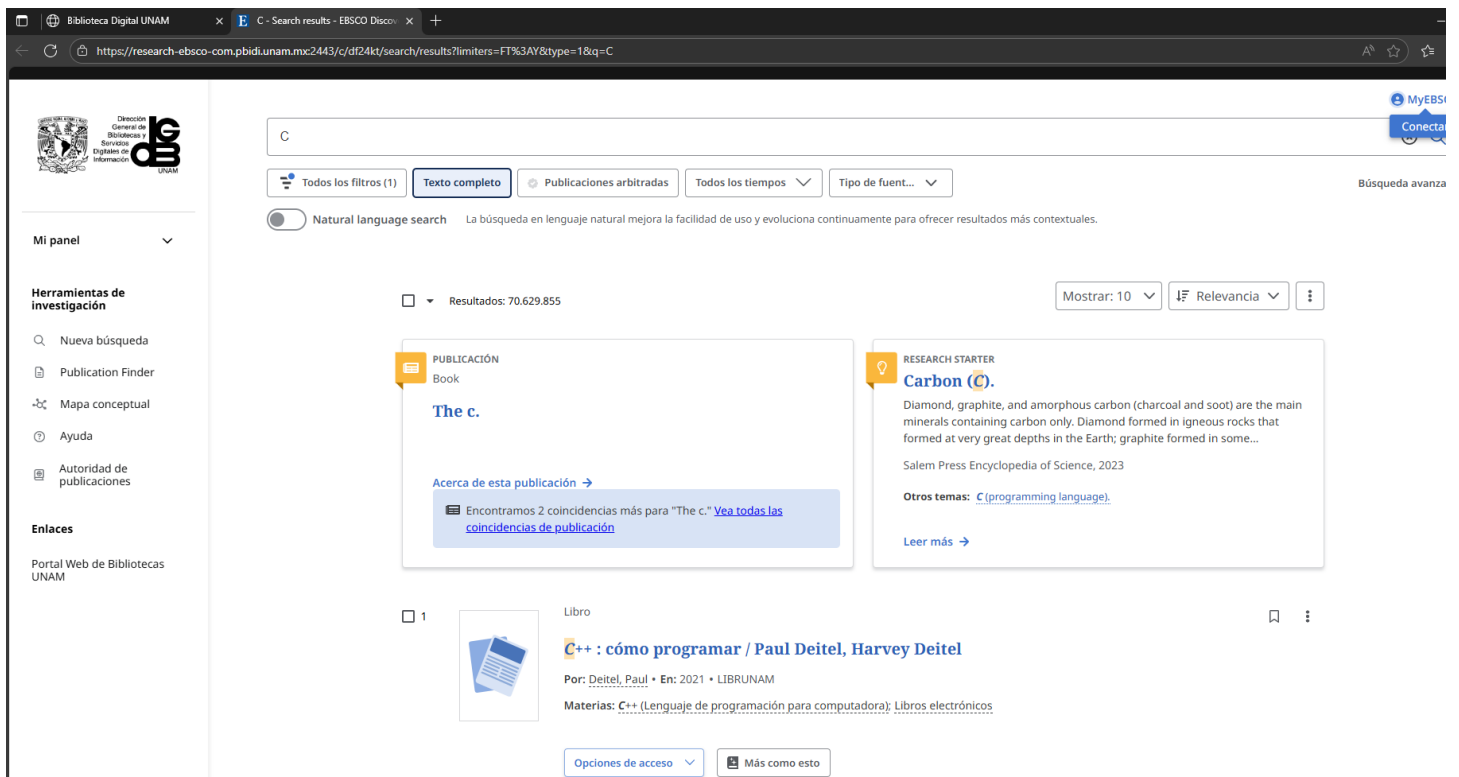 Biblioteca Digital UNAM
C - Search results - EBSCO Discov
https://research-ebsco-com.pbidi.unam.mx:2443/c/df24kt/search/results?limiters=FT%3AY&type=1&q=C
Dirección
General de
Bibliotecas y
Servicios
Digitales de
Información
UNAM
MyEBSC
Conectar
C
Todos los filtros (1)
Texto completo
Publicaciones arbitradas
Todos los tiempos
Tipo de fuent...
Búsqueda avanza
Natural language search
La búsqueda en lenguaje natural mejora la facilidad de uso y evoluciona continuamente para ofrecer resultados más contextuales.
Mi panel
Herramientas de
investigación
Nueva búsqueda
Publication Finder
Mapa conceptual
Ayuda
Autoridad de
publicaciones
Enlaces
Portal Web de Bibliotecas
UNAM
Resultados: 70.629.855
Mostrar: 10
Relevancia
PUBLICACIÓN
Book
The c.
Acerca de esta publicación →
Encontramos 2 coincidencias más para "The c." Vea todas las
coincidencias de publicación
RESEARCH STARTER
Carbon (C).
Diamond, graphite, and amorphous carbon (charcoal and soot) are the main
minerals containing carbon only. Diamond formed in igneous rocks that
formed at very great depths in the Earth; graphite formed in some...
Salem Press Encyclopedia of Science, 2023
Otros temas: C (programming language).
Leer más →
1
Libro
C++ : cómo programar / Paul Deitel, Harvey Deitel
Por: Deitel, Paul • En: 2021 • LIBRUNAM
Materias: C++ (Lenguaje de programación para computadora); Libros electrónicos
Opciones de acceso
Más como esto